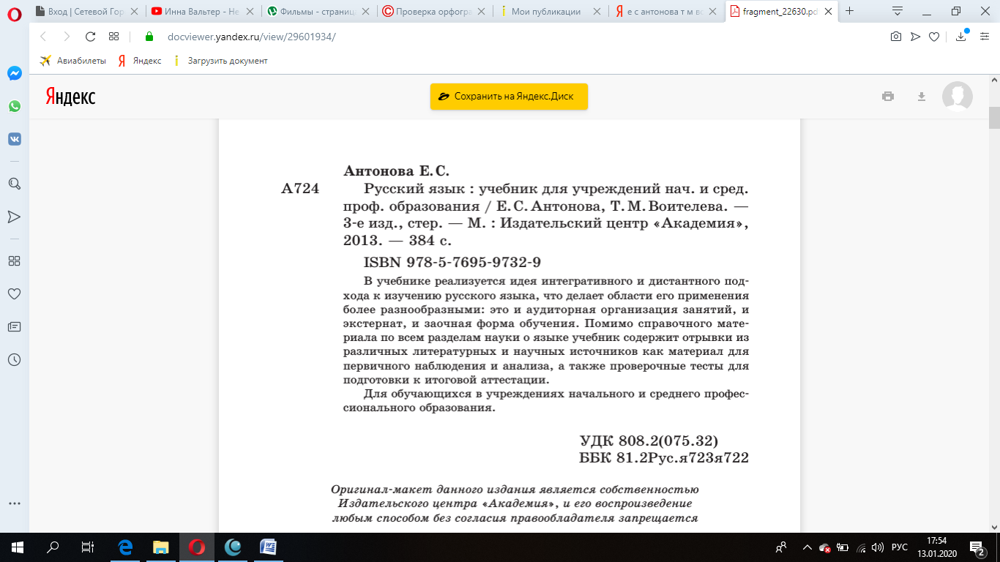 Вход | Сетевой Гор
Инна Вальтер - Не
Фильмы - страниц
Проверка орфогра
Мои публикации
е с антонова т м во
fragment_22630.pd
docviewer.yandex.ru/view/29601934/
Авиабилеты
Яндекс
Загрузить документ
Яндекс
Сохранить на Яндекс.Диск
Антонова Е.С.
А724
Русский язык : учебник для учреждений нач. и сред.
проф. образования / Е.С.Антонова, Т.М.Воителева. —
3-е изд., стер. — М. : Издательский центр «Академия»,
2013. — 384 с.
ISBN 978-5-7695-9732-9
В учебнике реализуется идея интегративного и дистантного под-
хода к изучению русского языка, что делает области его применения
более разнообразными: это и аудиторная организация занятий, и
экстернат, и заочная форма обучения. Помимо справочного мате-
риала по всем разделам науки о языке учебник содержит отрывки из
различных литературных и научных источников как материал для
первичного наблюдения и анализа, а также проверочные тесты для
подготовки к итоговой аттестации.
Для обучающихся в учреждениях начального и среднего профес-
сионального образования.
УДК 808.2(075.32)
ББК 81.2Рус.я723я722
Оригинал-макет данного издания является собственностью
Издательского центра «Академия», и его воспроизведение
любым способом без согласия правообладателя запрещается
РУС
17:54
13.01.2020
2